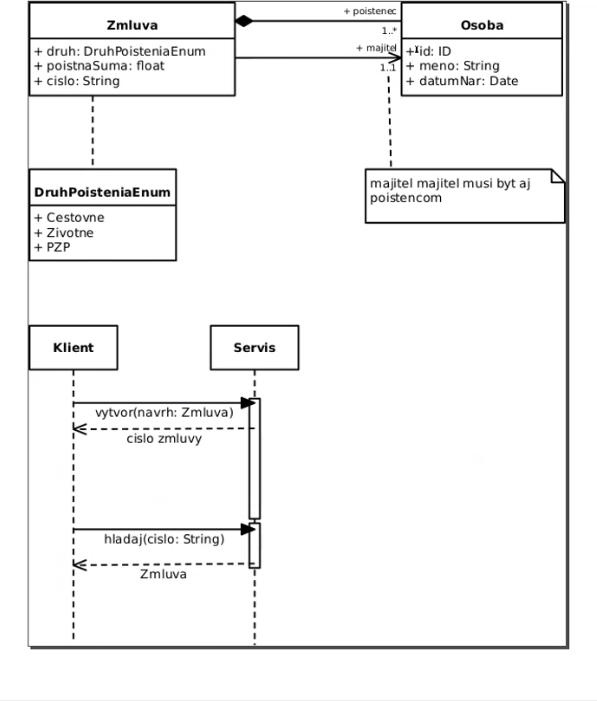 Zmluva
+ druh: DruhPoisteniaEnum
+ poistnaSuma: float
+ cislo: String
+ poistenec
1..*
+ majitel
1..1
Osoba
+ id: ID
+ meno: String
+ datumNar: Date
DruhPoisteniaEnum
+ Cestovne
+ Zivotne
+ PZP
majitel majitel musi byt aj
poistencom
Klient
Servis
vytvor(navrh: Zmluva)
cislo zmluvy
hladaj(cislo: String)
Zmluva